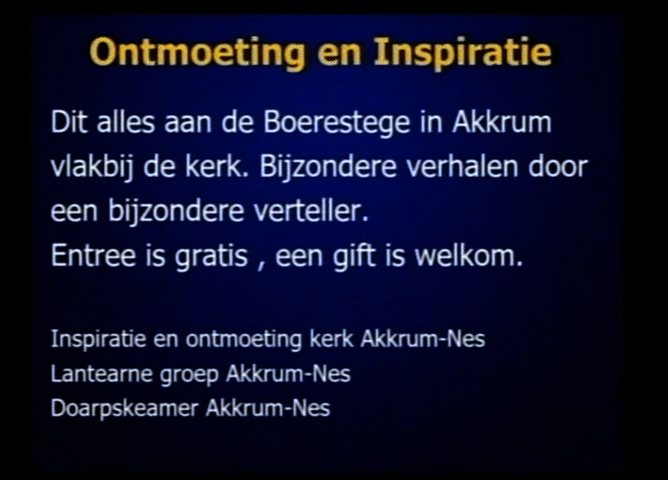 Ontmoeting en Inspiratie
Dit alles aan de Boerestege in Akkrum
vlakbij de kerk. Bijzondere verhalen door
een bijzondere verteller.
Entree is gratis , een gift is welkom.
Inspiratie en ontmoeting kerk Akkrum-Nes
Lantearne groep Akkrum-Nes
Doarpskeamer Akkrum-Nes